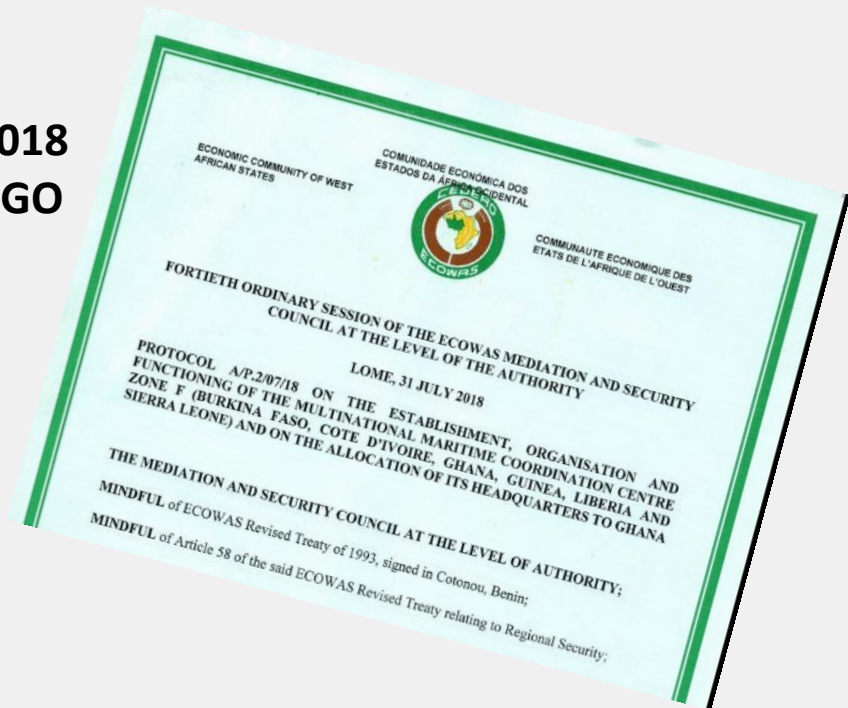 018
GO
ECONOMIC COMMUNITY OF WEST
AFRICAN STATES
COMUNIDADE ECONÓMICA DOS
ESTADOS DA ÁFRICA OCIDENTAL
CEDEAO
ECOWAS
COMMUNAUTE ECONOMIQUE DES
ETATS DE L'AFRIQUE DE L'OUEST
FORTIETH ORDINARY SESSION OF THE ECOWAS MEDIATION AND SECURITY
COUNCIL AT THE LEVEL OF THE AUTHORITY
LOME, 31 JULY 2018
PROTOCOL A/P.2/07/18 ON THE ESTABLISHMENT, ORGANISATION AND
FUNCTIONING OF THE MULTINATIONAL MARITIME COORDINATION CENTRE
ZONE F (BURKINA FASO, COTE D'IVOIRE, GHANA, GUINEA, LIBERIA AND
SIERRA LEONE) AND ON THE ALLOCATION OF ITS HEADQUARTERS TO GHANA
THE MEDIATION AND SECURITY COUNCIL AT THE LEVEL OF AUTHORITY;
MINDFUL of ECOWAS Revised Treaty of 1993, signed in Cotonou, Benin;
MINDFUL of Article 58 of the said ECOWAS Revised Treaty relating to Regional Security;